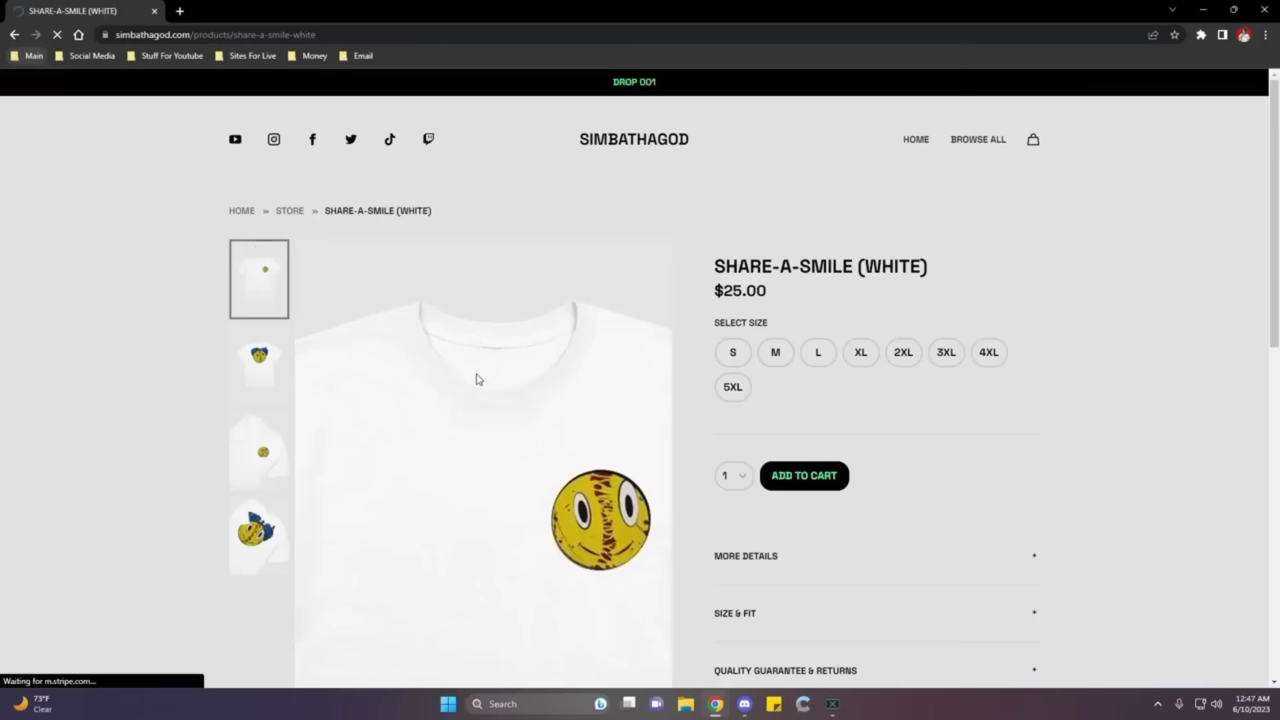 SHARE-A-SMILE (WHITE)
simbathagod.com/products/share-a-smile-white
Main Social Media Stuff For Youtube Sites For Live Money Email
DROP 001
SIMBATHAGOD
HOME BROWSE ALL
HOME » STORE » SHARE-A-SMILE (WHITE)
SHARE-A-SMILE (WHITE)
$25.00
SELECT SIZE
S M L XL 2XL 3XL 4XL
5XL
1 ADD TO CART
MORE DETAILS +
SIZE & FIT +
QUALITY GUARANTEE & RETURNS +
Waiting for m.stripe.com...
73°F
Clear
Search
12:47 AM
6/10/2023